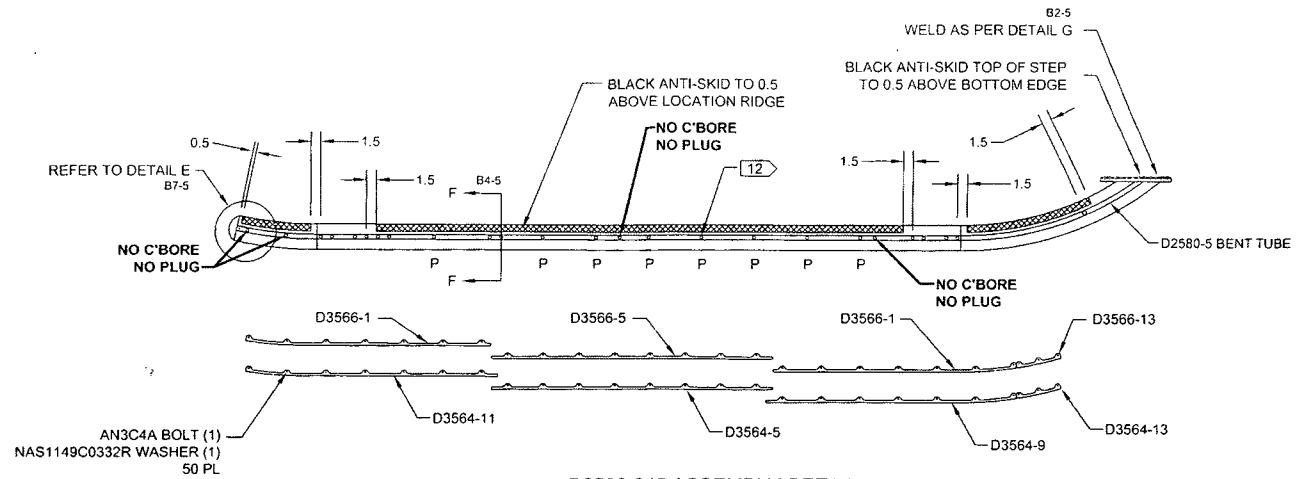 B2-5
WELD AS PER DETAIL G
BLACK ANTI-SKID TOP OF STEP
TO 0.5 ABOVE BOTTOM EDGE
BLACK ANTI-SKID TO 0.5
ABOVE LOCATION RIDGE
NO C'BORE
NO PLUG
12
0.5
1.5
1.5
1.5
1.5
1.5
REFER TO DETAIL E
B7-5
F
B4-5
F
NO C'BORE
NO PLUG
P
P
P
P
P
P
P
P
D2580-5 BENT TUBE
NO C'BORE
NO PLUG
D3566-1
D3566-5
D3566-1
D3566-13
D3564-11
D3564-5
D3564-9
D3564-13
AN3C4A BOLT (1)
NAS1149C0332R WASHER (1)
50 PL